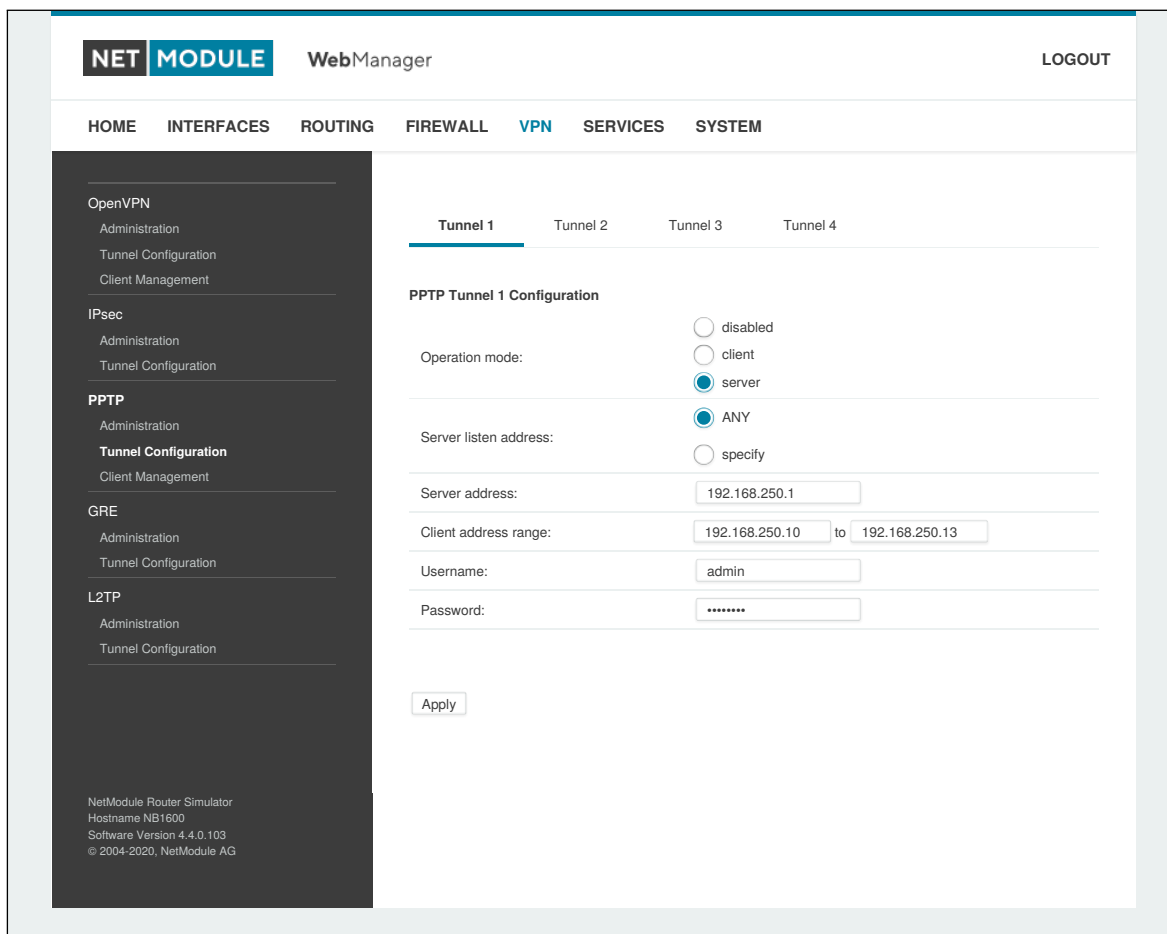 NET MODULE WebManager LOGOUT
HOME INTERFACES ROUTING FIREWALL VPN SERVICES SYSTEM
OpenVPN
Administration
Tunnel Configuration
Client Management
IPsec
Administration
Tunnel Configuration
PPTP
Administration
Tunnel Configuration
Client Management
GRE
Administration
Tunnel Configuration
L2TP
Administration
Tunnel Configuration
NetModule Router Simulator
Hostname NB1600
Software Version 4.4.0.103
© 2004-2020, NetModule AG
Tunnel 1 Tunnel 2 Tunnel 3 Tunnel 4
PPTP Tunnel 1 Configuration
Operation mode:
disabled
client
server
Server listen address:
ANY
specify
Server address: 192.168.250.1
Client address range: 192.168.250.10 to 192.168.250.13
Username: admin
Password: ••••••••
Apply